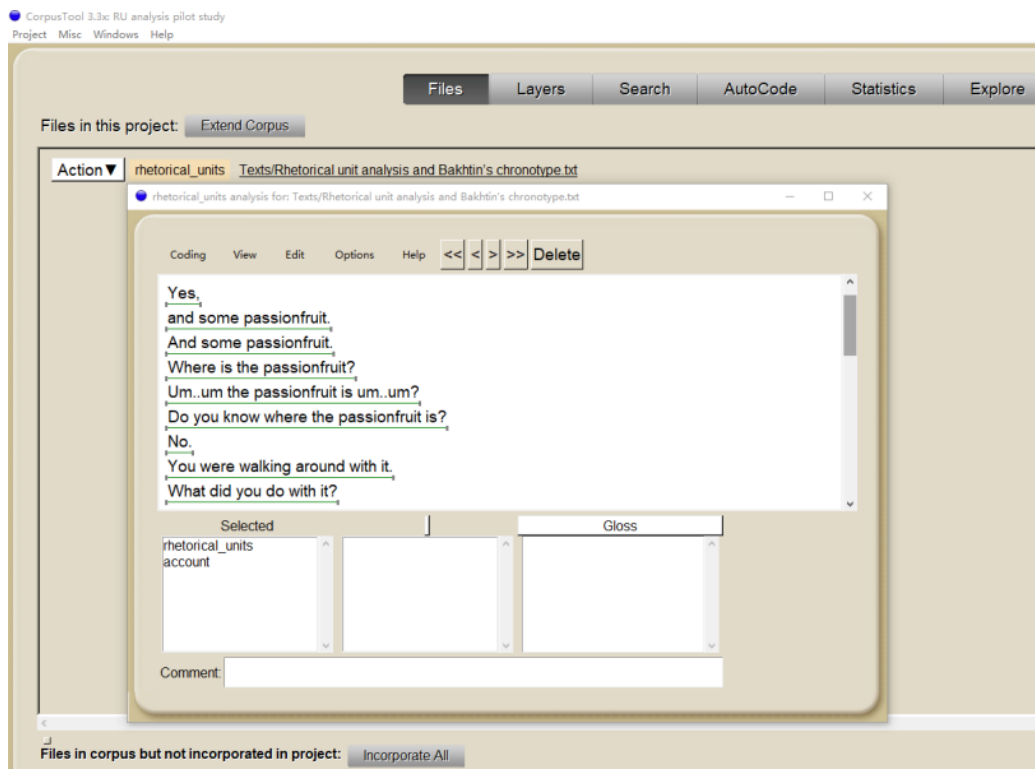 CorpusTool 3.3x: RU analysis pilot study
Project Misc Windows Help
Files Layers Search AutoCode Statistics Explore
Files in this project: Extend Corpus
Action▼ rhetorical_units Texts/Rhetorical unit analysis and Bakhtin's chronotype.txt
rhetorical_units analysis for: Texts/Rhetorical unit analysis and Bakhtin's chronotype.txt
Coding View Edit Options Help << < > >> Delete
Yes,
and some passionfruit.
And some passionfruit.
Where is the passionfruit?
Um..um the passionfruit is um..um?
Do you know where the passionfruit is?
No.
You were walking around with it.
What did you do with it?
Selected Gloss
rhetorical_units
account
Comment:
Files in corpus but not incorporated in project: Incorporate All